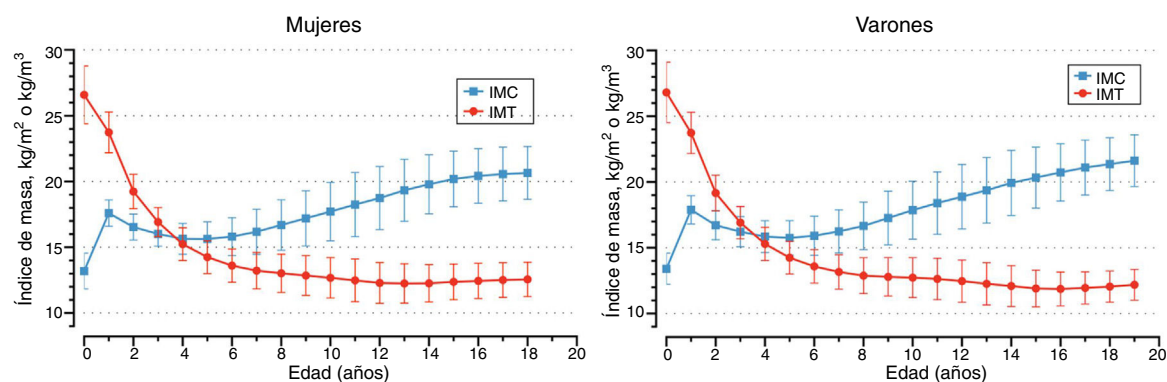 Mujeres
Índice de masa, kg/m² o kg/m³
30
25
20
15
10
IMC
IMT
0 2 4 6 8 10 12 14 16 18 20
Edad (años)
Varones
Índice de masa, kg/m² o kg/m³
30
25
20
15
10
IMC
IMT
0 2 4 6 8 10 12 14 16 18 20
Edad (años)